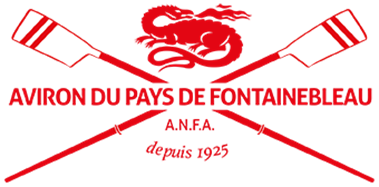 AVIRON DU PAYS DE FONTAINEBLEAU
A.N.F.A.
depuis 1925